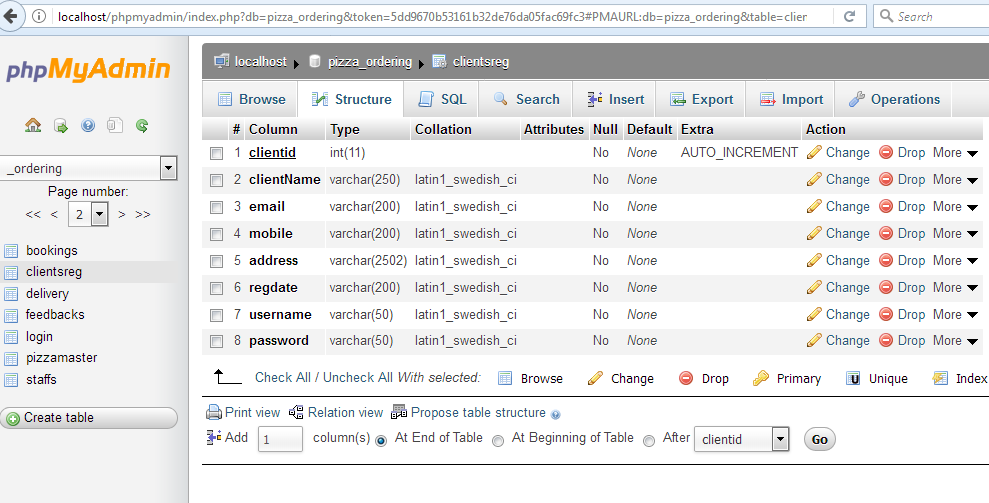 localhost/phpmyadmin/index.php?db=pizza_ordering&token=5dd9670b53161b32de76da05fac69fc3#PMAURL:db=pizza_ordering&table=clien
Search
phpMyAdmin
localhost pizza_ordering clientsreg
Browse Structure SQL Search Insert Export Import Operations
_ordering
Page number:
<< < 2 > >>
bookings
clientsreg
delivery
feedbacks
login
pizzamaster
staffs
Create table
# Column Type Collation Attributes Null Default Extra Action
1 clientid int(11) No None AUTO_INCREMENT Change Drop More
2 clientName varchar(250) latin1_swedish_ci No None Change Drop More
3 email varchar(200) latin1_swedish_ci No None Change Drop More
4 mobile varchar(200) latin1_swedish_ci No None Change Drop More
5 address varchar(2502) latin1_swedish_ci No None Change Drop More
6 regdate varchar(200) latin1_swedish_ci No None Change Drop More
7 username varchar(50) latin1_swedish_ci No None Change Drop More
8 password varchar(50) latin1_swedish_ci No None Change Drop More
Check All / Uncheck All With selected: Browse Change Drop Primary Unique Index
Print view Relation view Propose table structure
Add 1 column(s) At End of Table At Beginning of Table After clientid Go